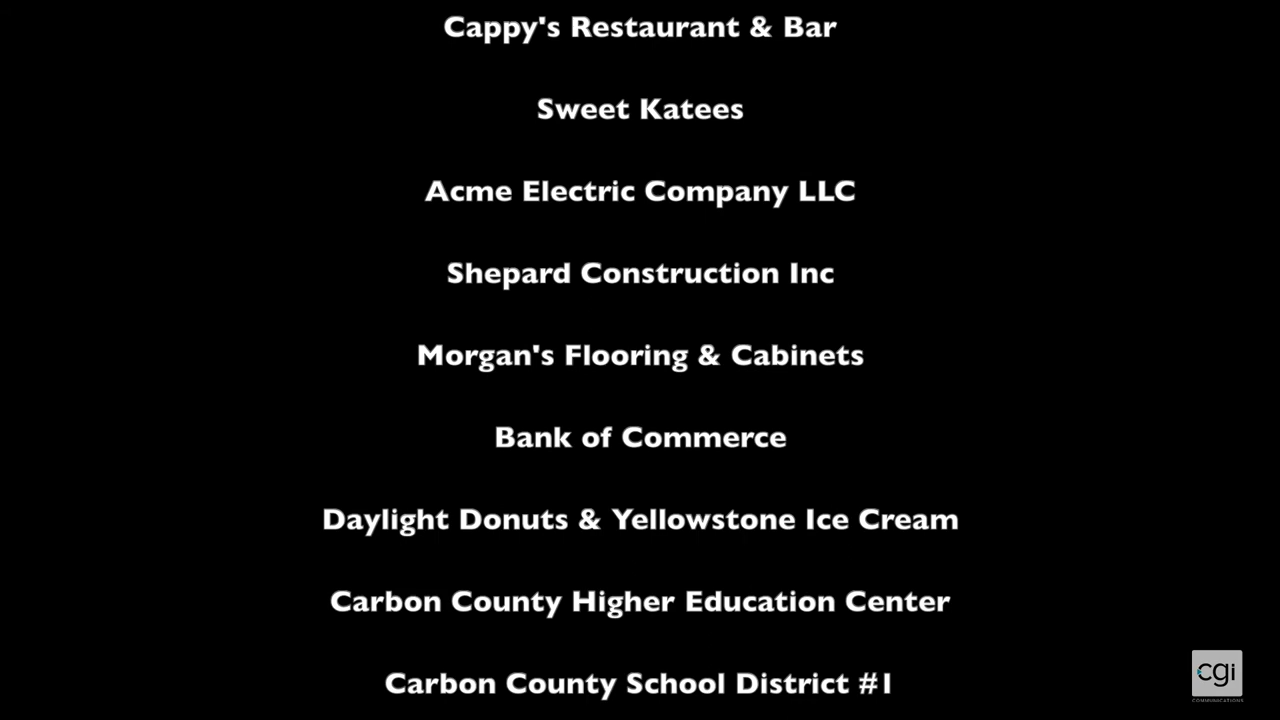 Cappy's Restaurant & Bar
Sweet Katees
Acme Electric Company LLC
Shepard Construction Inc
Morgan's Flooring & Cabinets
Bank of Commerce
Daylight Donuts & Yellowstone Ice Cream
Carbon County Higher Education Center
Carbon County School District #1
cgi
COMMUNICATIONS